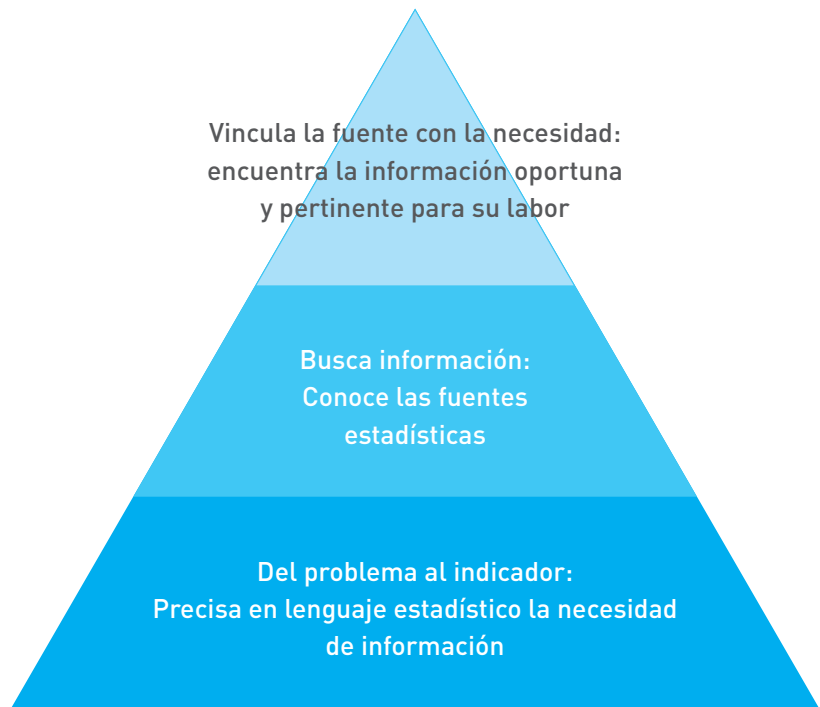 Vincula la fuente con la necesidad:
encuentra la información oportuna
y pertinente para su labor
Busca información:
Conoce las fuentes
estadísticas
Del problema al indicador:
Precisa en lenguaje estadístico la necesidad
de información